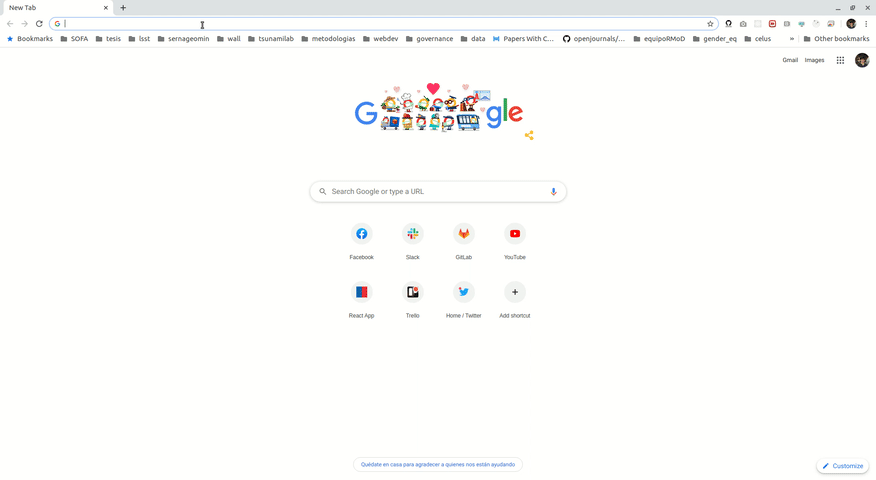 New Tab
Bookmarks SOFA tesis lsst sernageomin wall tsunamilab metodologias webdev governance data Papers With C... openjournals/... equipoRMoD gender_eq celus » Other bookmarks
Gmail Images
G gle
Search Google or type a URL
Facebook Slack GitLab YouTube
React App Trello Home / Twitter Add shortcut
Quédate en casa para agradecer a quienes nos están ayudando
Customize